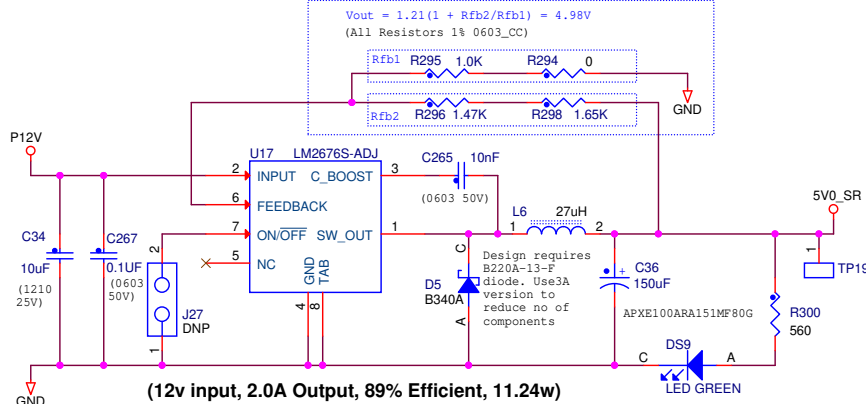 Vout = 1.21(1 + Rfb2/Rfb1) = 4.98V
(All Resistors 1% 0603_CC)
Rfb1
R295
1.0K
R294
0
GND
Rfb2
R296
1.47K
R298
1.65K
P12V
U17
LM2676S-ADJ
2
INPUT
C_BOOST
3
C265
10nF
(0603 50V)
6
FEEDBACK
7
ON/OFF
SW_OUT
1
5
NC
GND
TAB
4
8
L6
27uH
1
2
5V0_SR
1
TP19
C34
10uF
(1210
25V)
C267
0.1UF
(0603
50V)
2
J27
DNP
1
C
D5
B340A
A
Design requires
B220A-13-F
diode. Use3A
version to
reduce no of
components
+
C36
150uF
APXE100ARA151MF80G
R300
560
DS9
C
A
LED GREEN
GND
(12v input, 2.0A Output, 89% Efficient, 11.24w)